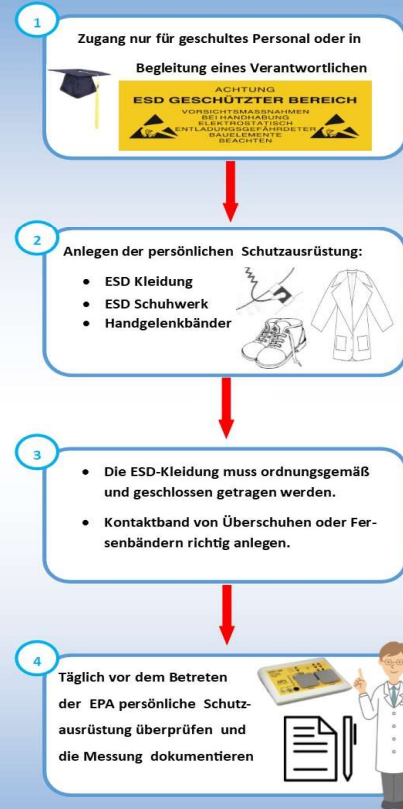 1
Zugang nur für geschultes Personal oder in
Begleitung eines Verantwortlichen
ACHTUNG
ESD GESCHÜTZTER BEREICH
VORSICHTSMASSNAHMEN
BEI HANDHABUNG
ELEKTROSTATISCH
ENTLADUNGSGEFÄHRDETER
BAUELEMENTE
BEACHTEN
2
Anlegen der persönlichen Schutzausrüstung:
• ESD Kleidung
• ESD Schuhwerk
• Handgelenkbänder
3
• Die ESD-Kleidung muss ordnungsgemäß
und geschlossen getragen werden.
• Kontaktband von Überschuhen oder Fer-
senbändern richtig anlegen.
4
Täglich vor dem Betreten
der EPA persönliche Schutz-
ausrüstung überprüfen und
die Messung dokumentieren